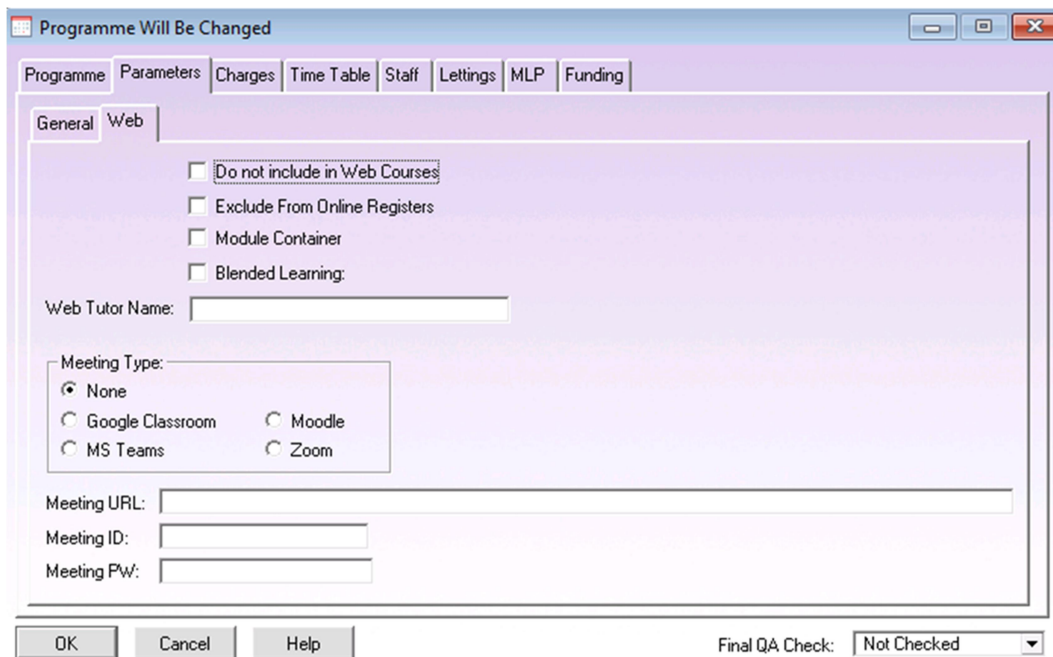 Programme Will Be Changed
Programme Parameters Charges Time Table Staff Lettings MLP Funding
General Web
Do not include in Web Courses
Exclude From Online Registers
Module Container
Blended Learning:
Web Tutor Name:
Meeting Type:
None
Google Classroom Moodle
MS Teams Zoom
Meeting URL:
Meeting ID:
Meeting PW:
OK Cancel Help Final QA Check: Not Checked